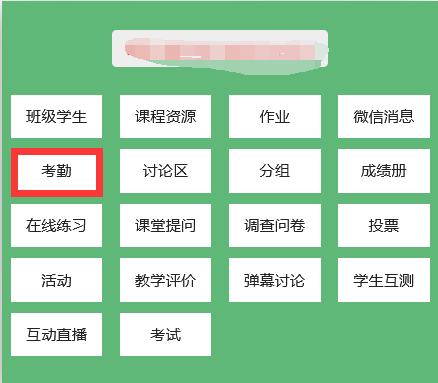 班级学生 课程资源 作业 微信消息
考勤 讨论区 分组 成绩册
在线练习 课堂提问 调查问卷 投票
活动 教学评价 弹幕讨论 学生互测
互动直播 考试